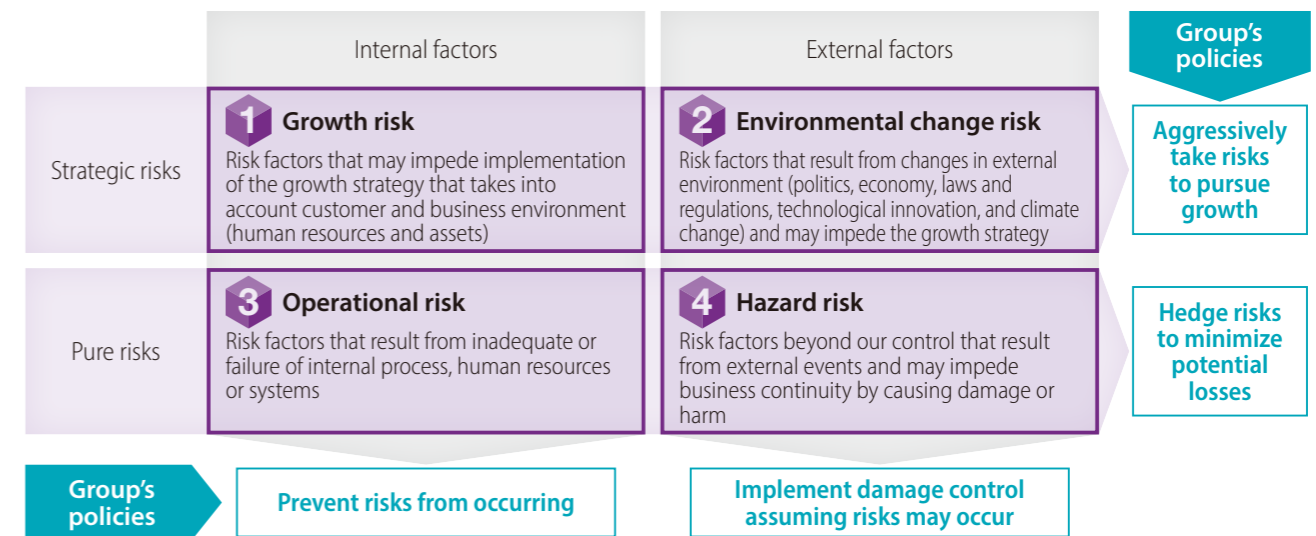 Internal factors
External factors
Group's
policies
Strategic risks
1 Growth risk
Risk factors that may impede implementation
of the growth strategy that takes into
account customer and business environment
(human resources and assets)
2 Environmental change risk
Risk factors that result from changes in external
environment (politics, economy, laws and
regulations, technological innovation, and climate
change) and may impede the growth strategy
Aggressively
take risks
to pursue
growth
Pure risks
3 Operational risk
Risk factors that result from inadequate or
failure of internal process, human resources
or systems
4 Hazard risk
Risk factors beyond our control that result
from external events and may impede
business continuity by causing damage or
harm
Hedge risks
to minimize
potential
losses
Group's
policies
Prevent risks from occurring
Implement damage control
assuming risks may occur